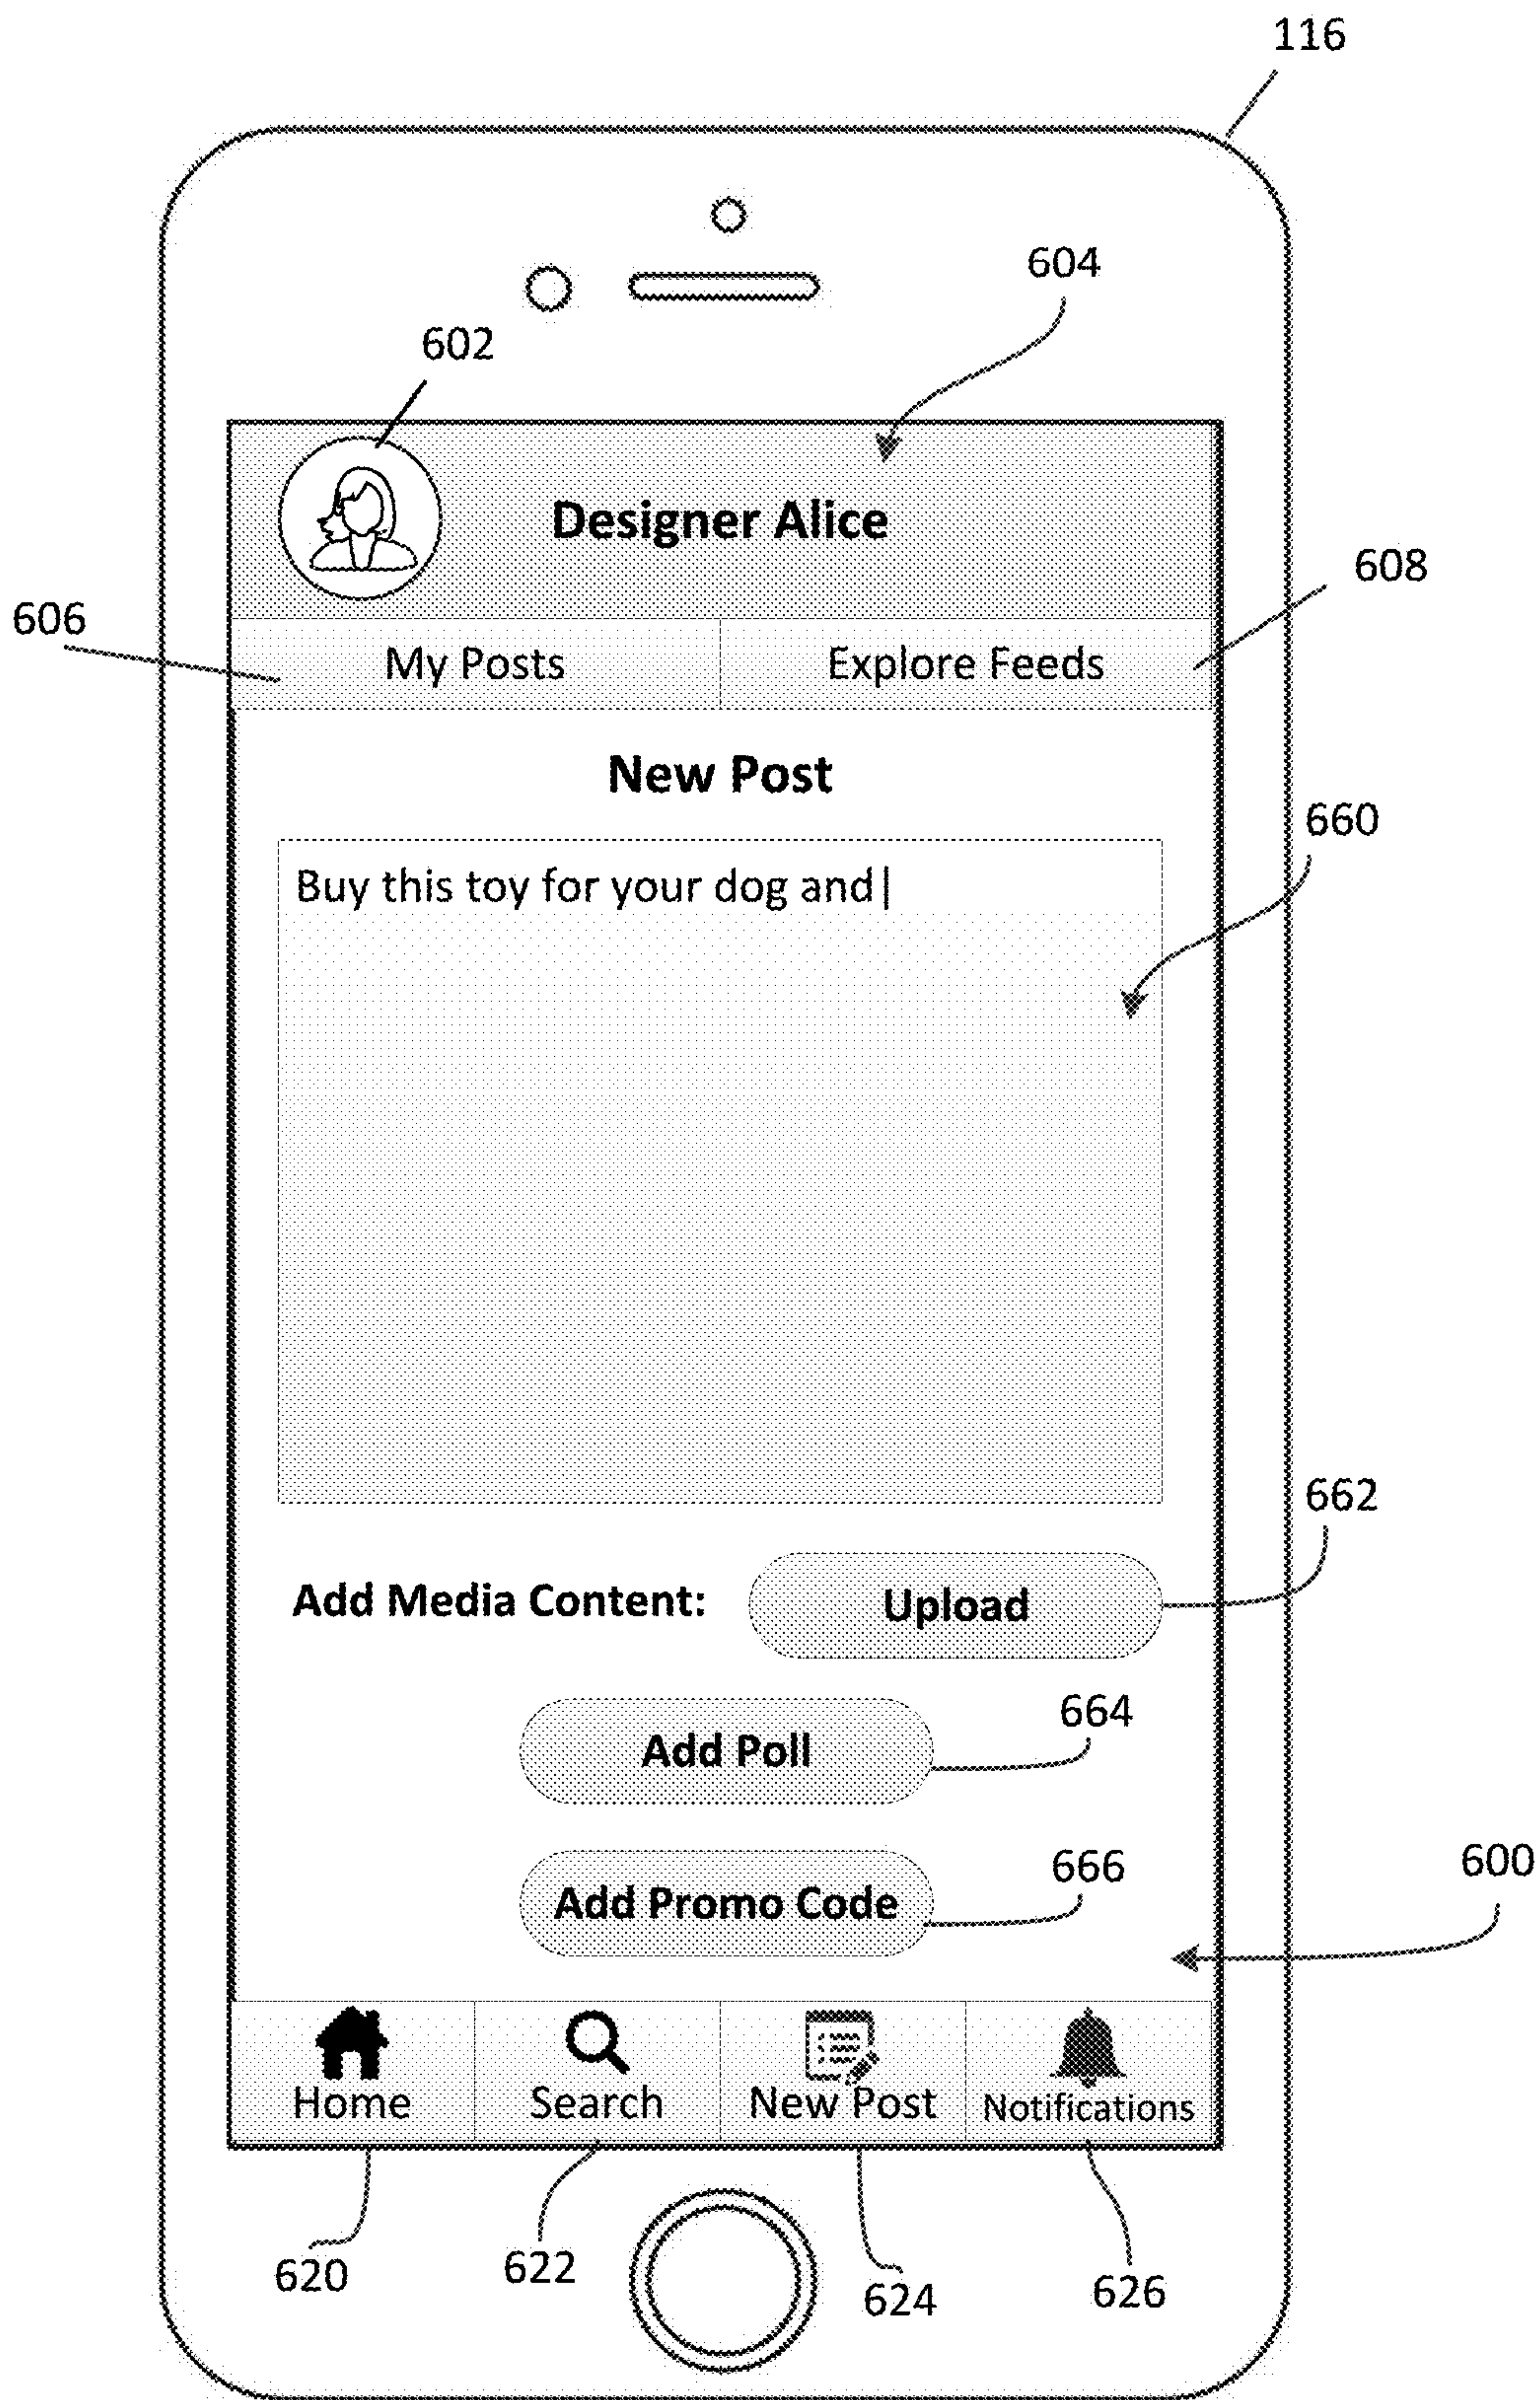 116
604
602
Designer Alice
608
606
My Posts
Explore Feeds
New Post
660
Buy this toy for your dog and|
662
Add Media Content:
Upload
664
Add Poll
666
600
Add Promo Code
Home
Search
New Post
Notifications
620
622
624
626